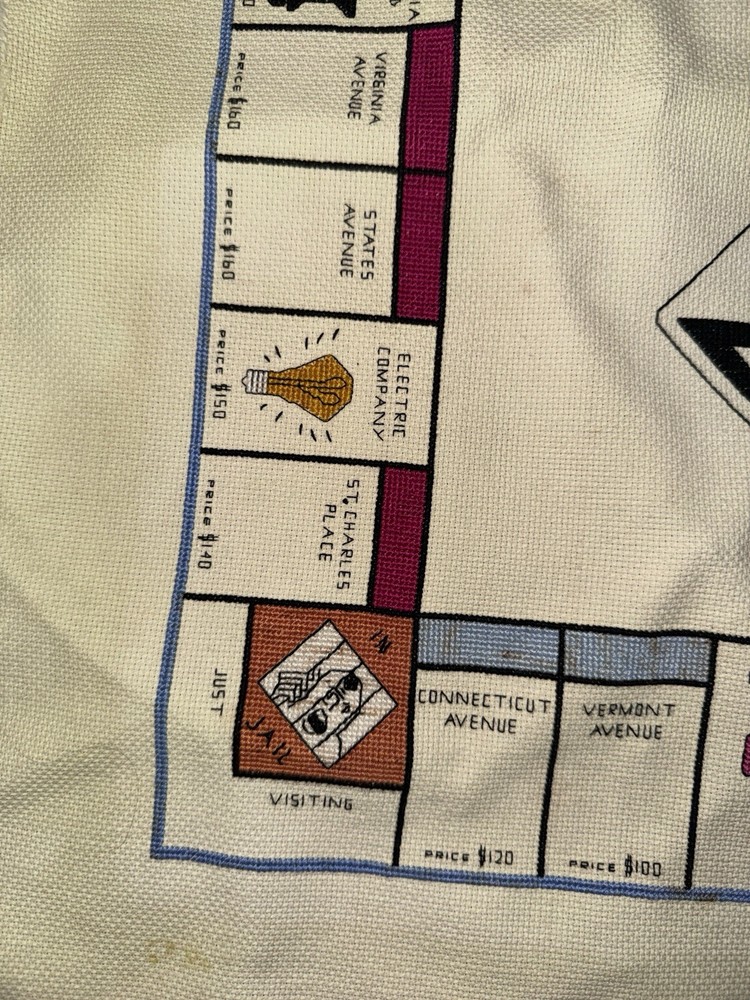 VIRGINIA
AVENUE
PRICE $160
STATES
AVENUE
PRICE $160
ELECTRIC
COMPANY
PRICE $150
ST. CHARLES
PLACE
PRICE $140
IN
JAIL
JUST
VISITING
CONNECTICUT
AVENUE
PRICE $120
VERMONT
AVENUE
PRICE $100